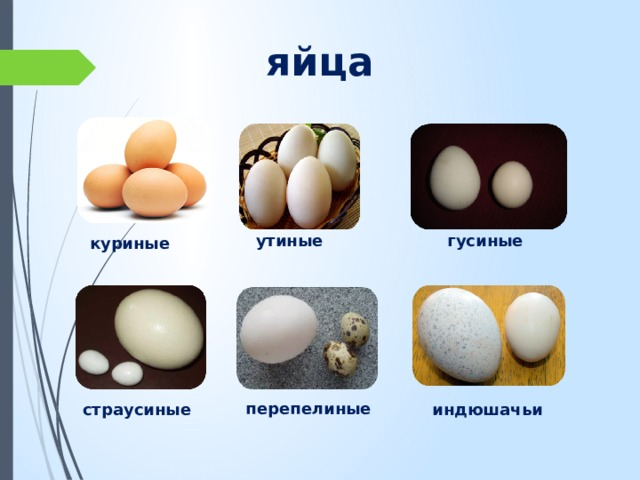 яйца
куриные
утиные
гусиные
страусиные
перепелиные
индюшачьи